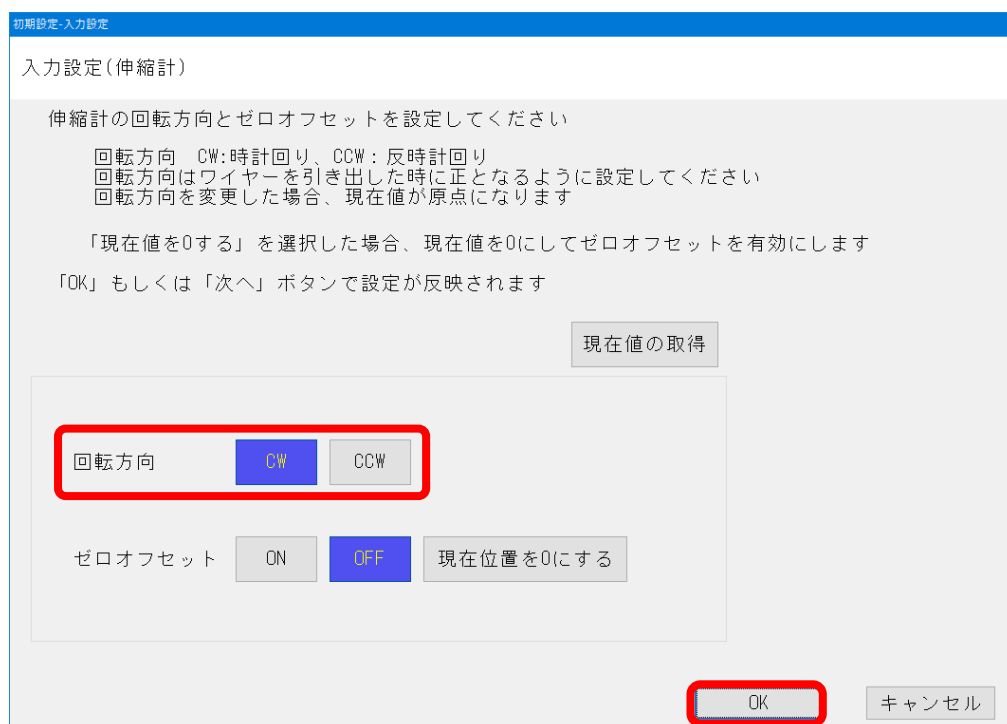 初期設定-入力設定
入力設定(伸縮計)
伸縮計の回転方向とゼロオフセットを設定してください
回転方向 CW:時計回り、CCW：反時計回り
回転方向はワイヤーを引き出した時に正となるように設定してください
回転方向を変更した場合、現在値が原点になります
「現在値を0する」を選択した場合、現在値を0にしてゼロオフセットを有効にします
「OK」もしくは「次へ」ボタンで設定が反映されます
現在値の取得
回転方向 CW CCW
ゼロオフセット ON OFF 現在位置を0にする
OK キャンセル